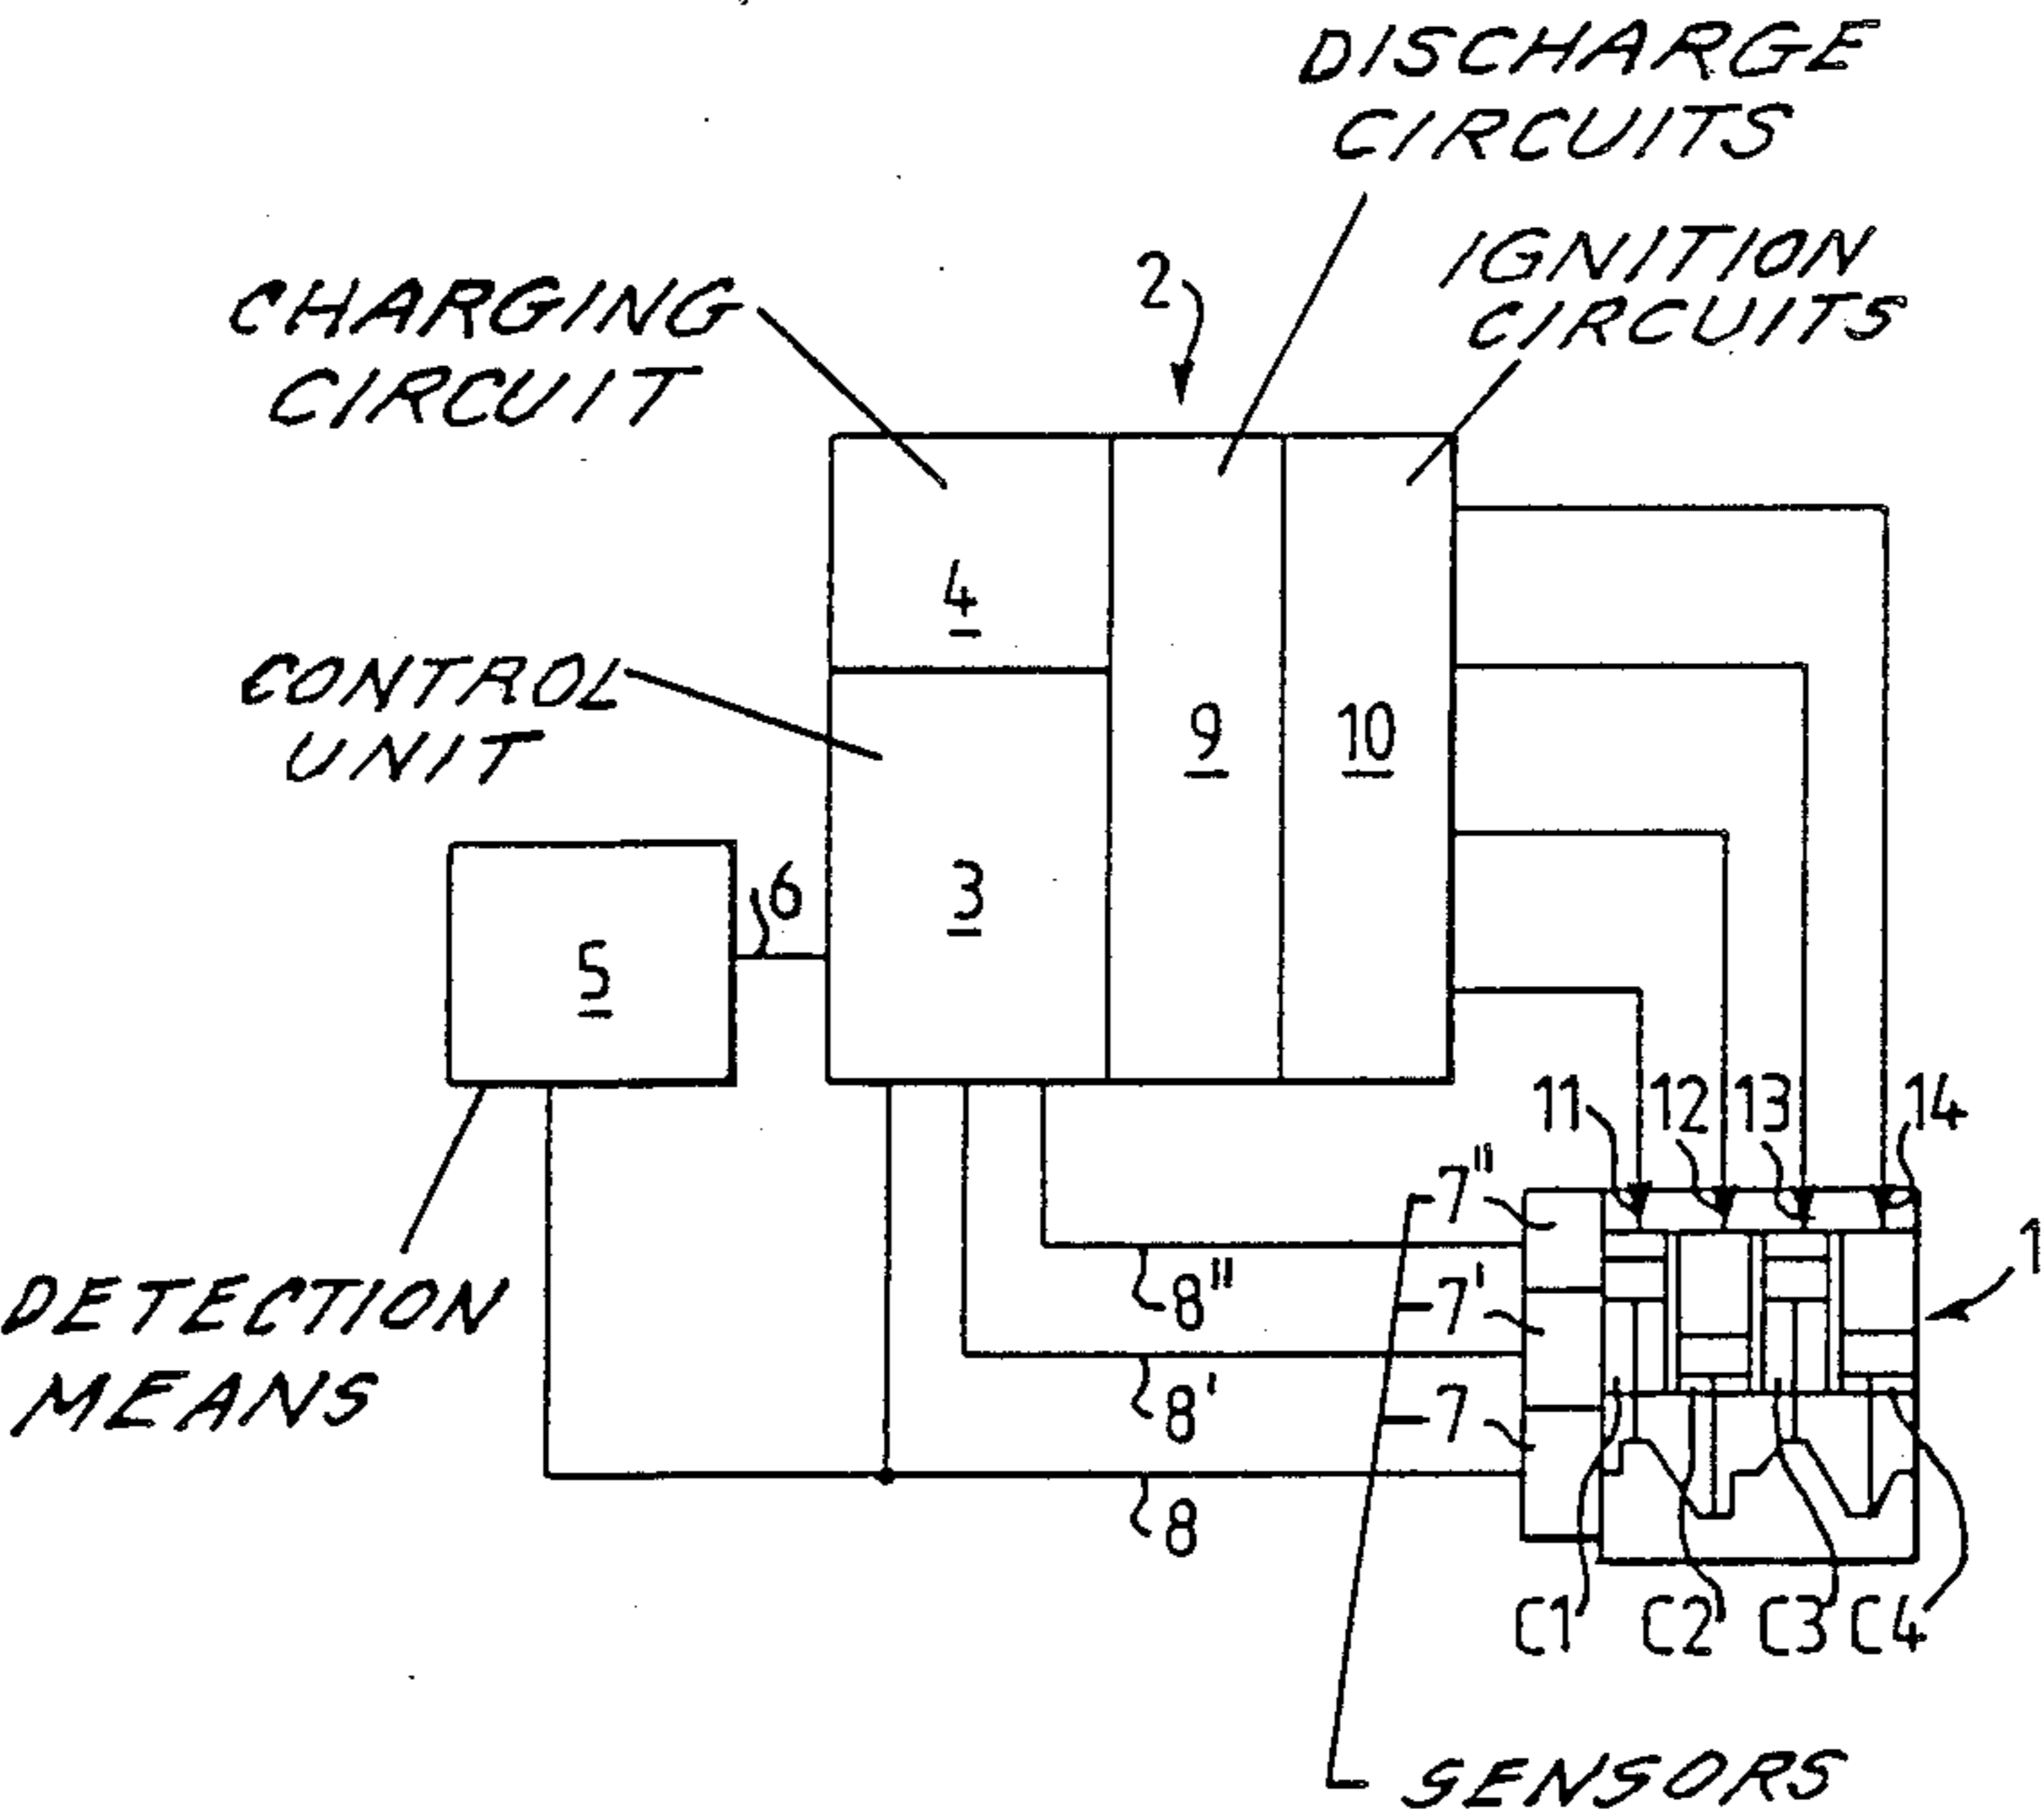 DISCHARGE
CIRCUITS
IGNITION
CIRCUITS
2
CHARGING
CIRCUIT
4
CONTROL
UNIT
9
10
3
6
5
11
12
13
14
7"
8"
7'
1
8'
7
8
DETECTION
MEANS
C1
C2
C3
C4
SENSORS